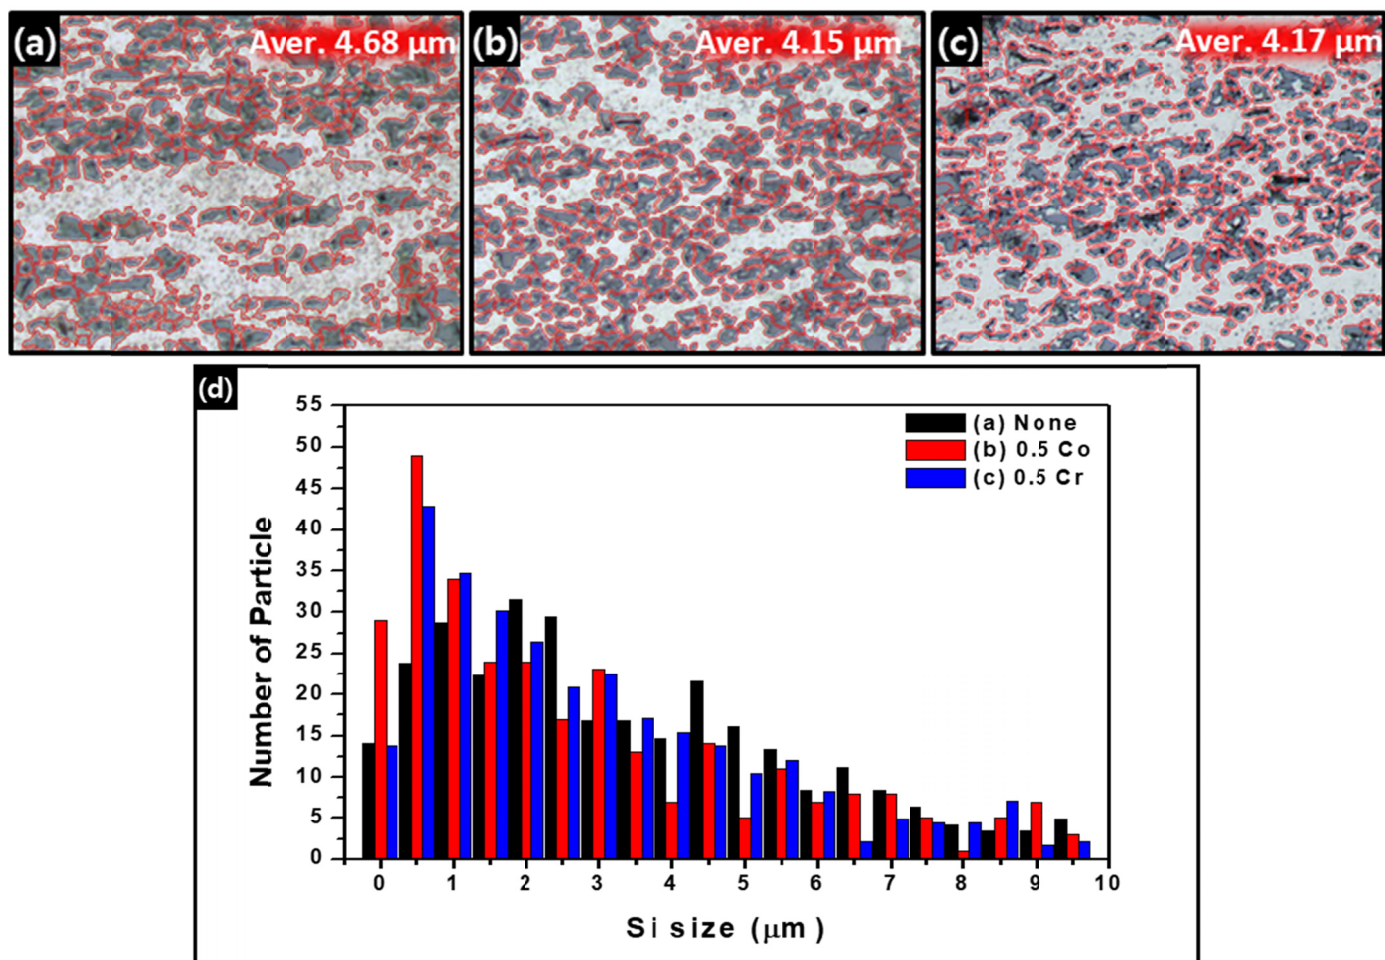 (a)
Aver. 4.68 μm
(b)
Aver. 4.15 μm
(c)
Aver. 4.17 μm
(d)
55
50
45
40
35
30
25
20
15
10
5
0
Number of Particle
(a) None
(b) 0.5 Co
(c) 0.5 Cr
0 1 2 3 4 5 6 7 8 9 10
Si size (μm)